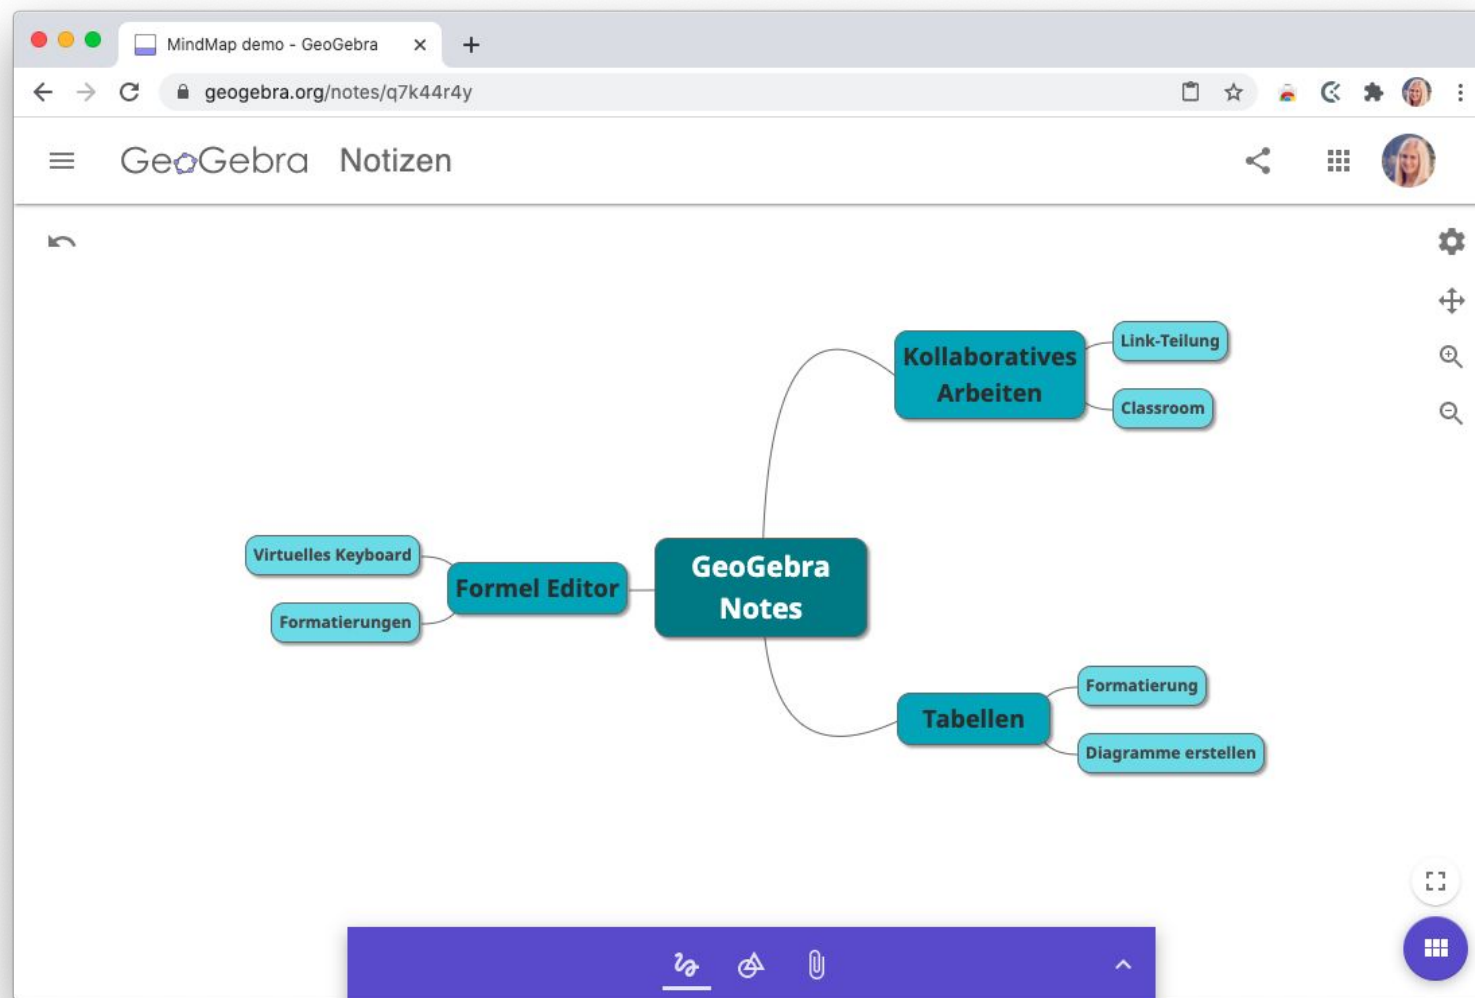 MindMap demo - GeoGebra
geogebra.org/notes/q7k44r4y
GeoGebra Notizen
Kollaboratives
Arbeiten
Link-Teilung
Classroom
Virtuelles Keyboard
Formel Editor
Formatierungen
GeoGebra
Notes
Tabellen
Formatierung
Diagramme erstellen